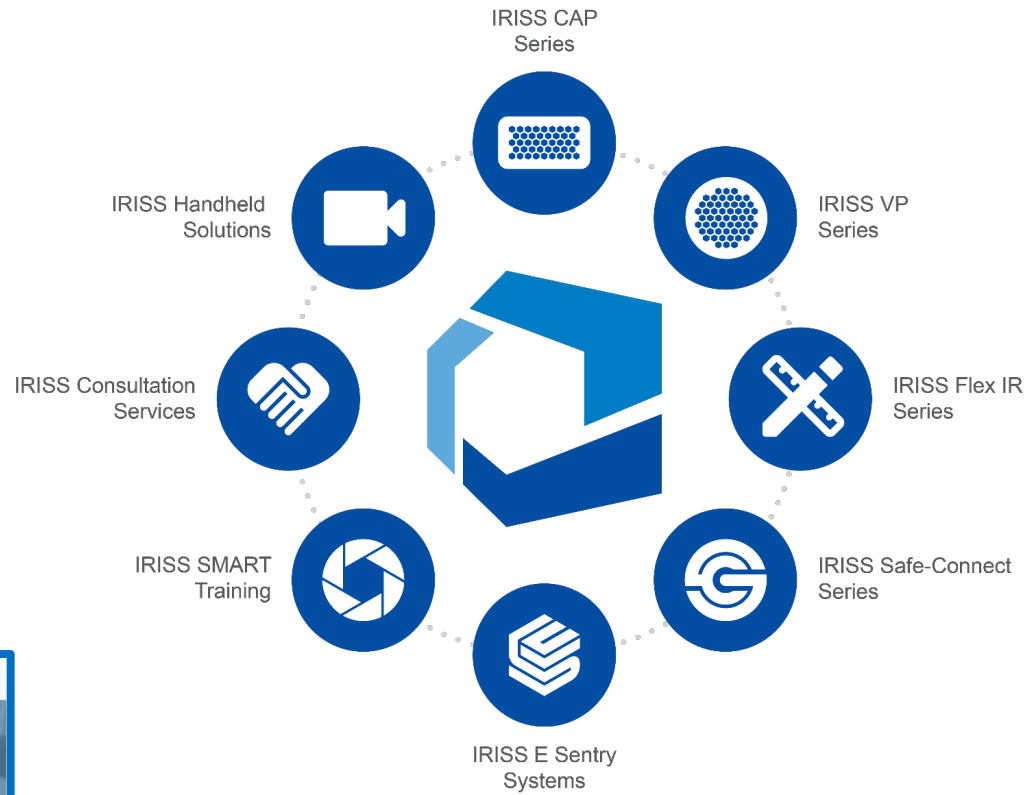 IRISS CAP
Series
IRISS Handheld
Solutions
IRISS VP
Series
IRISS Consultation
Services
IRISS Flex IR
Series
IRISS SMART
Training
IRISS Safe-Connect
Series
IRISS E Sentry
Systems